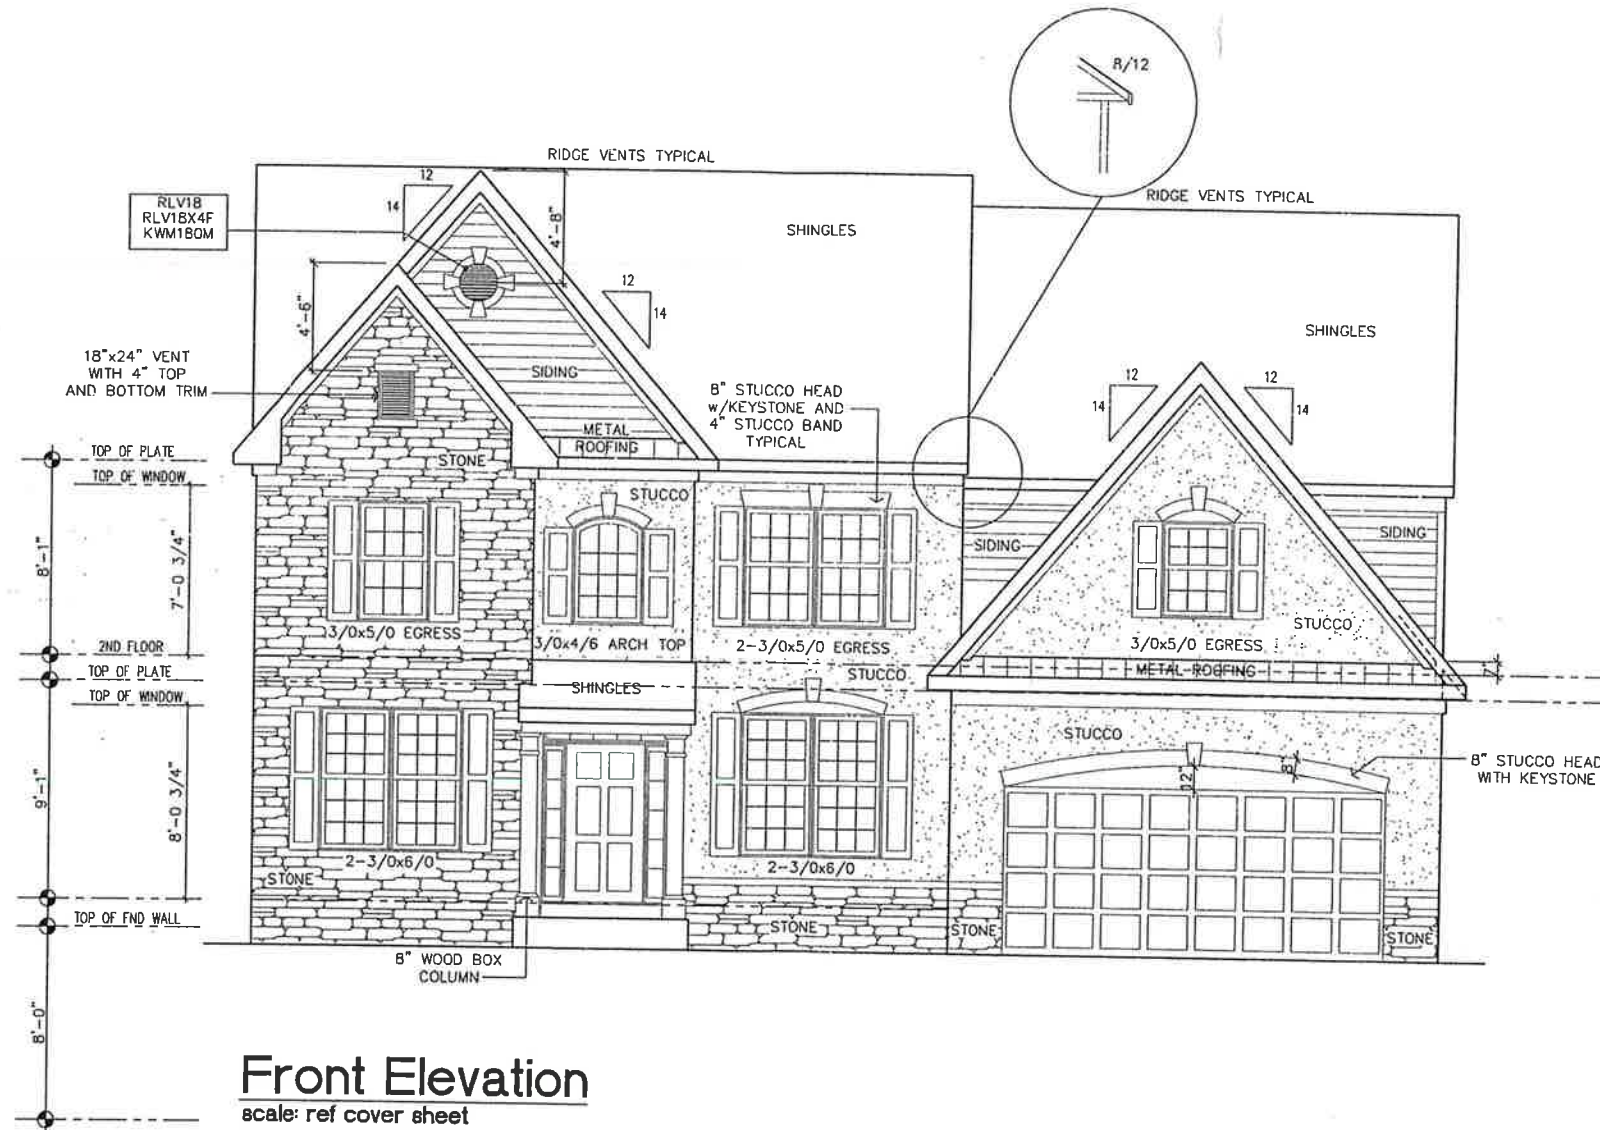 R/12
RIDGE VENTS TYPICAL
RIDGE VENTS TYPICAL
RLV18
RLV18X4F
KWM180M
12
14
4'-8"
SHINGLES
12
14
4'-6"
SHINGLES
18"x24" VENT
WITH 4" TOP
AND BOTTOM TRIM
SIDING
8" STUCCO HEAD
w/KEYSTONE AND
4" STUCCO BAND
TYPICAL
12
14
12
14
METAL
ROOFING
STONE
TOP OF PLATE
TOP OF WINDOW
STUCCO
SIDING
SIDING
8'-1"
7'-0 3/4"
3/0x5/0 EGRESS
3/0x4/6 ARCH TOP
2-3/0x5/0 EGRESS
STUCCO
3/0x5/0 EGRESS
2ND FLOOR
TOP OF PLATE
TOP OF WINDOW
SHINGLES
STUCCO
METAL ROOFING
STUCCO
8" STUCCO HEAD
WITH KEYSTONE
12"
8"
9'-1"
8'-0 3/4"
2-3/0x6/0
2-3/0x6/0
STONE
TOP OF FND WALL
STONE
STONE
STONE
8" WOOD BOX
COLUMN
8'-0"
Front Elevation
scale: ref cover sheet